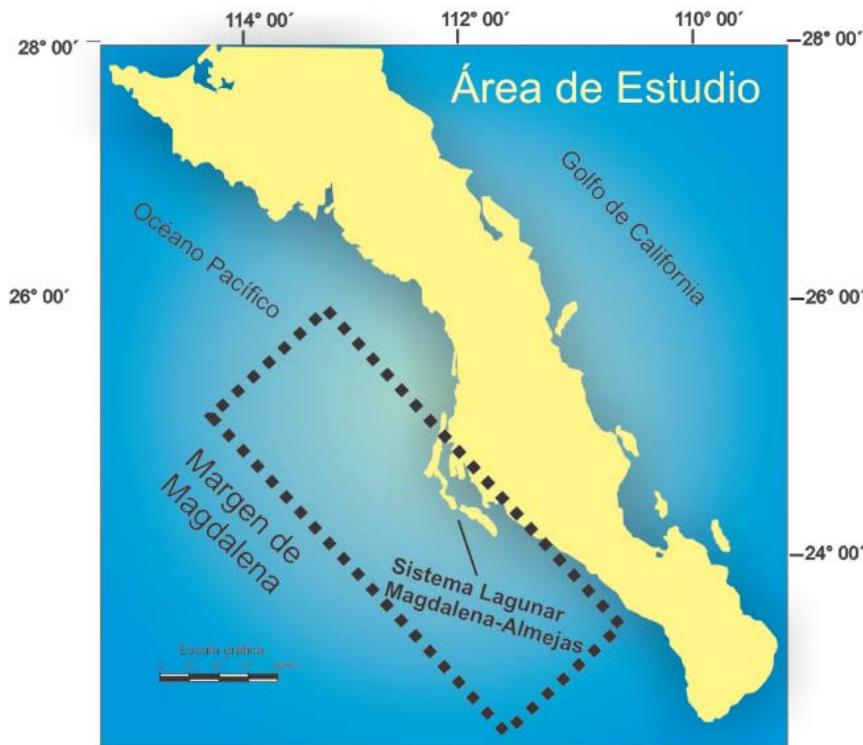 114° 00´ 112° 00´ 110° 00´
28° 00´ 28° 00´
Área de Estudio
Golfo de California
Océano Pacífico
26° 00´ 26° 00´
Margen de
Magdalena
Sistema Lagunar
Magdalena-Almejas
24° 00´
Escala gráfica